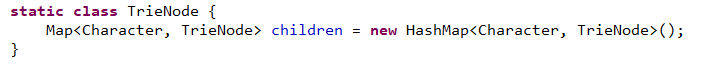 static class TrieNode {
    Map<Character, TrieNode> children = new HashMap<Character, TrieNode>();
}